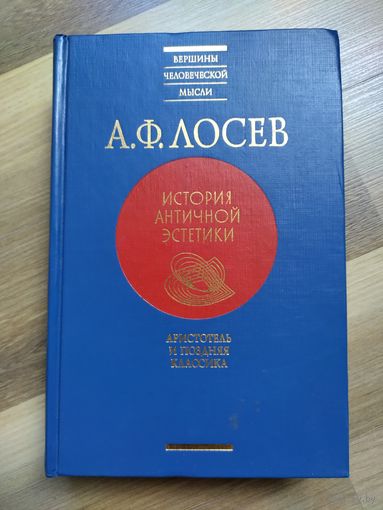 ВЕРШИНЫ
ЧЕЛОВЕЧЕСКОЙ
МЫСЛИ
А.Ф.ЛОСЕВ
ИСТОРИЯ
АНТИЧНОЙ
ЭСТЕТИКИ
АРИСТОТЕЛЬ
И ПОЗДНЯЯ
КЛАССИКА